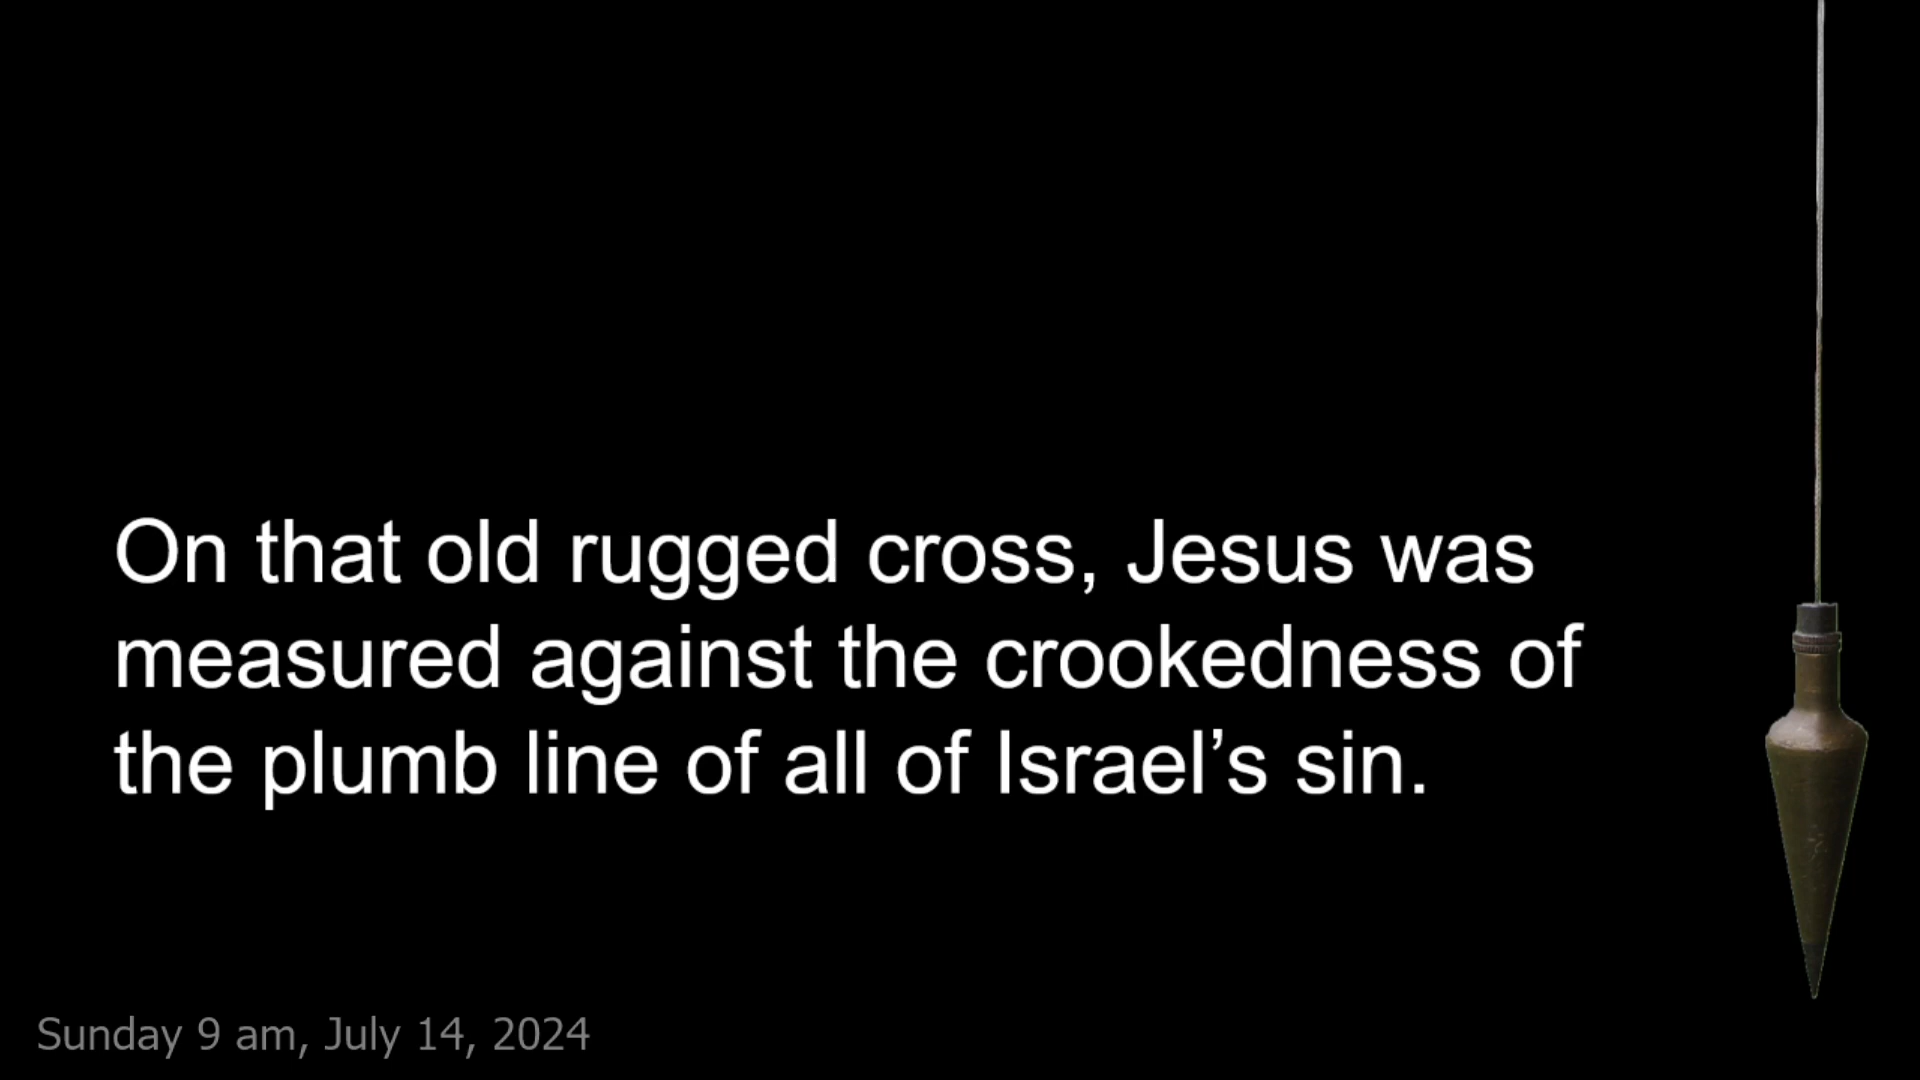 On that old rugged cross, Jesus was
measured against the crookedness of
the plumb line of all of Israel’s sin.
Sunday 9 am, July 14, 2024